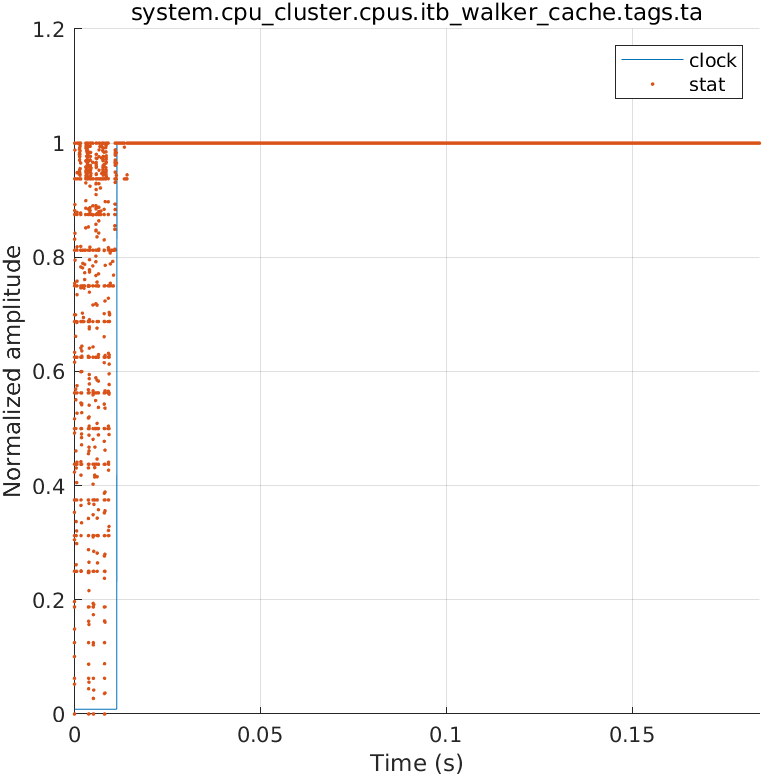 system.cpu_cluster.cpus.itb_walker_cache.tags.ta
clock
stat
Normalized amplitude
1.2
1
0.8
0.6
0.4
0.2
0
0 0.05 0.1 0.15
Time (s)